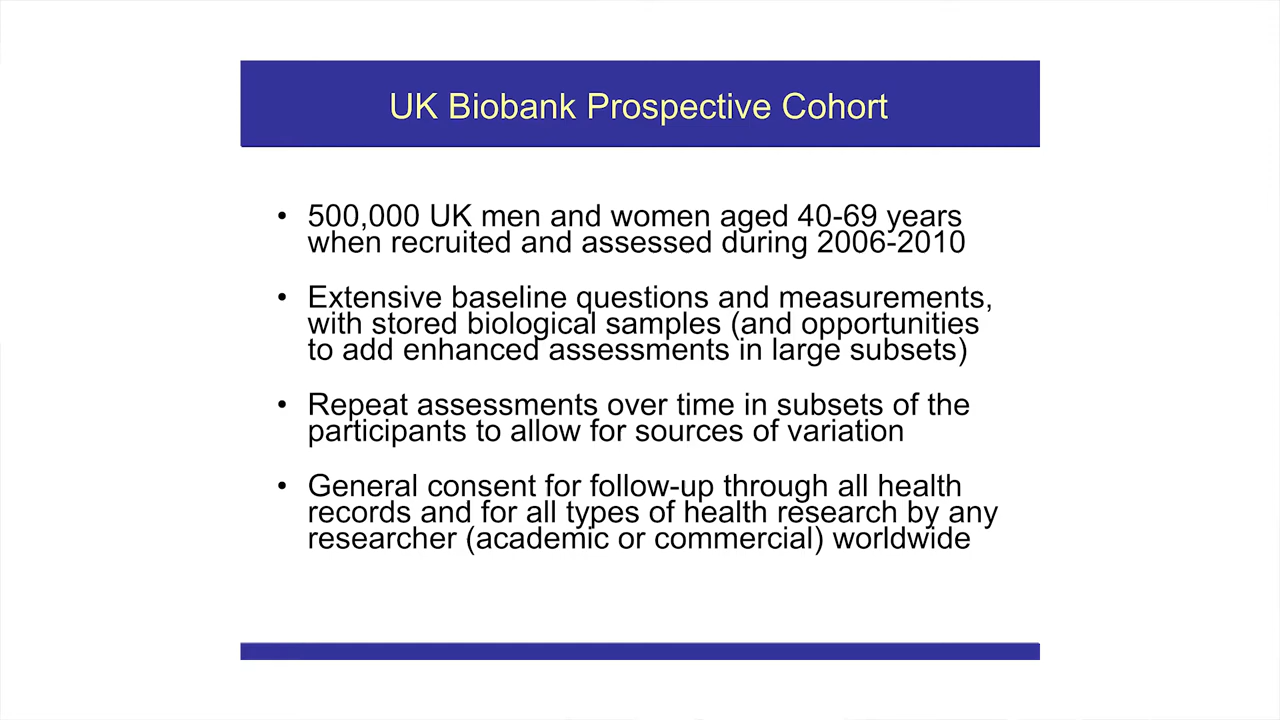 UK Biobank Prospective Cohort
• 500,000 UK men and women aged 40-69 years
when recruited and assessed during 2006-2010
• Extensive baseline questions and measurements,
with stored biological samples (and opportunities
to add enhanced assessments in large subsets)
• Repeat assessments over time in subsets of the
participants to allow for sources of variation
• General consent for follow-up through all health
records and for all types of health research by any
researcher (academic or commercial) worldwide